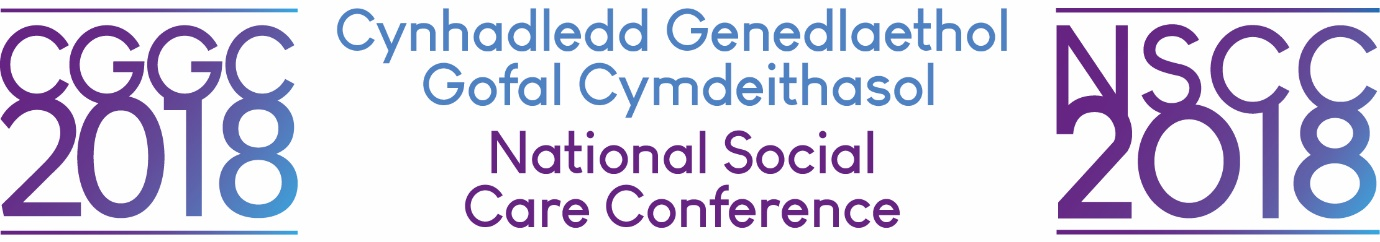 CGGC
2018
Cynhadledd Genedlaethol
Gofal Cymdeithasol
National Social
Care Conference
NSCC
2018